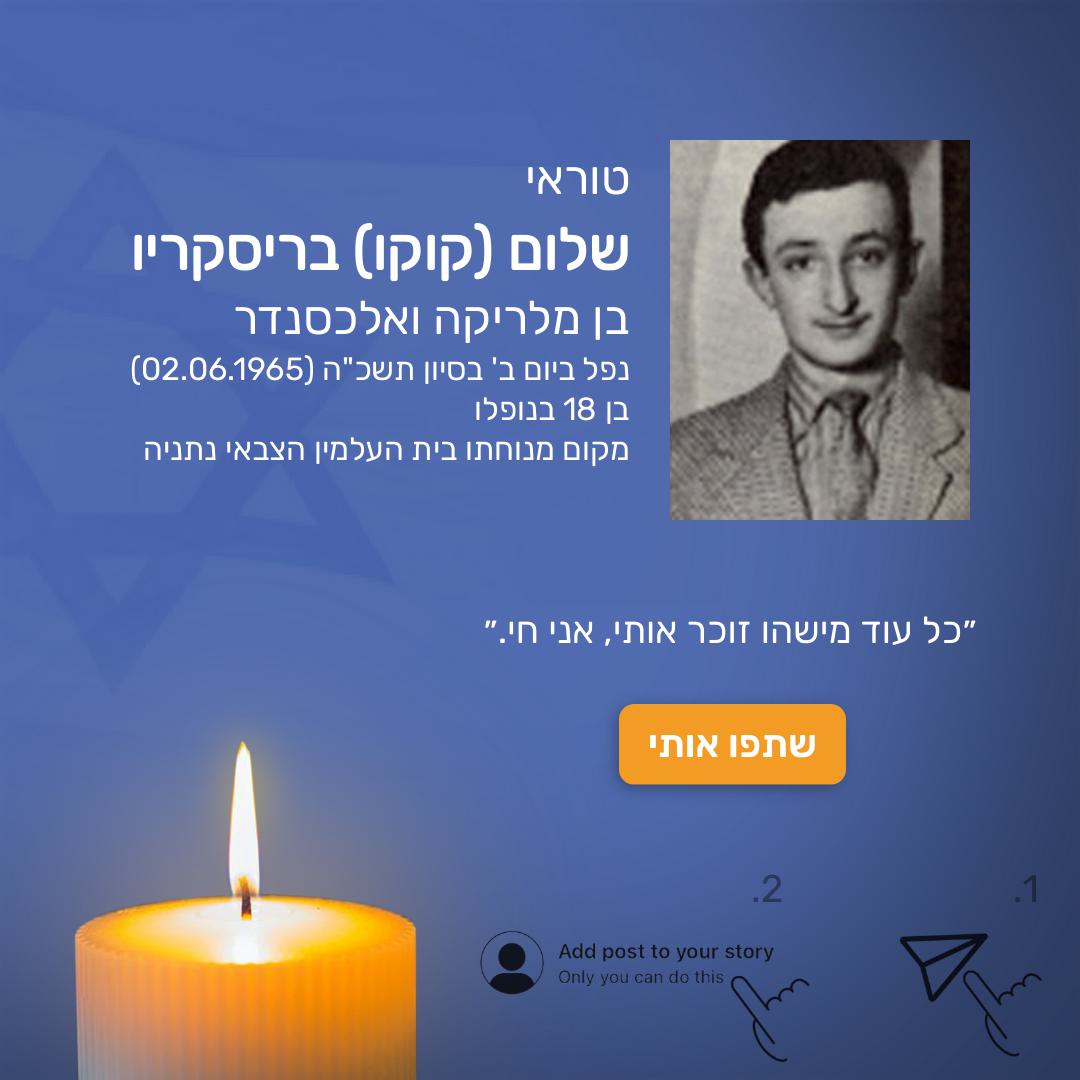 טוראי
שלום (קוקו) בריסקריו
בן מלריקה ואלכסנדר
נפל ביום ב' בסיון תשכ"ה (02.06.1965)
בן 18 בנופלו
מקום מנוחתו בית העלמין הצבאי נתניה
״כל עוד מישהו זוכר אותי, אני חי.״
שתפו אותי
1.
2.
Add post to your story
Only you can do this